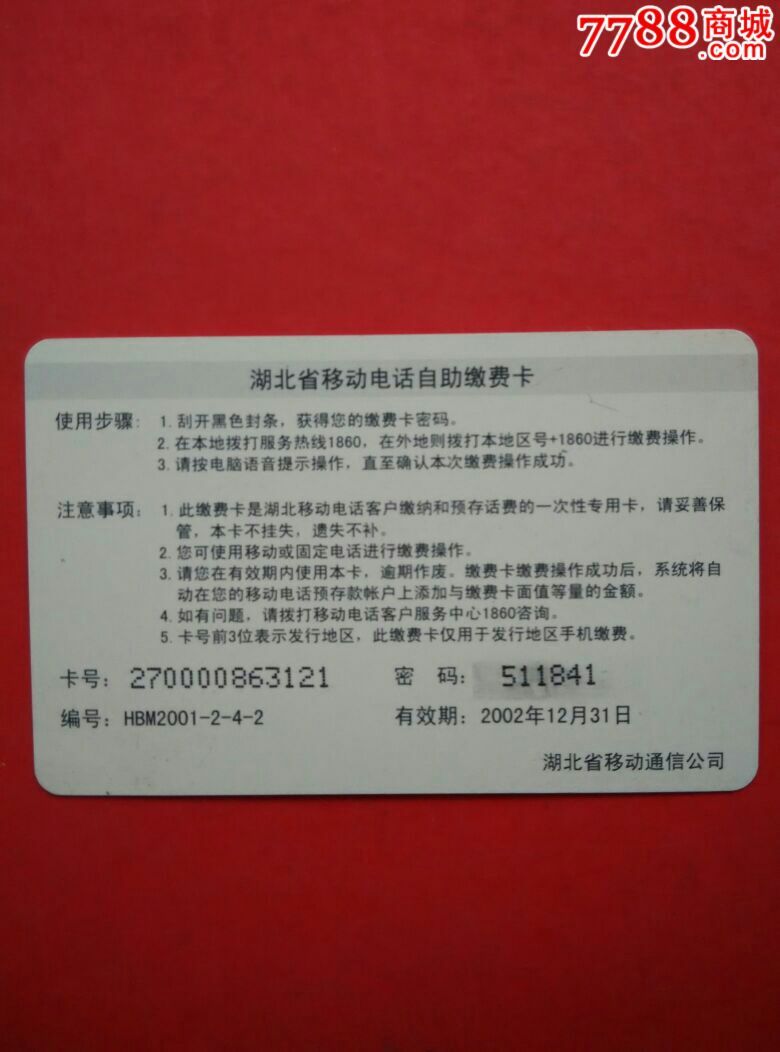 7788商城
.com
湖北省移动电话自助缴费卡
使用步骤: 1. 刮开黑色封条，获得您的缴费卡密码。
2. 在本地拨打服务热线1860，在外地则拨打本地区号+1860进行缴费操作。
3. 请按电脑语音提示操作，直至确认本次缴费操作成功。
注意事项: 1. 此缴费卡是湖北移动电话客户缴纳和预存话费的一次性专用卡，请妥善保
管，本卡不挂失，遗失不补。
2. 您可使用移动或固定电话进行缴费操作。
3. 请您在有效期内使用本卡，逾期作废。缴费卡缴费操作成功后，系统将自
动在您的移动电话预存款帐户上添加与缴费卡面值等量的金额。
4. 如有问题，请拨打移动电话客户服务中心1860咨询。
5. 卡号前3位表示发行地区，此缴费卡仅用于发行地区手机缴费。
卡号: 270000863121 密 码: 511841
编号: HBM2001-2-4-2 有效期: 2002年12月31日
湖北省移动通信公司